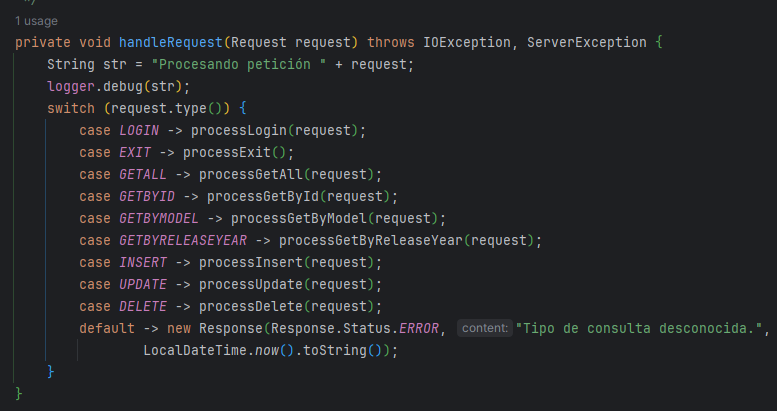 1 usage
private void handleRequest(Request request) throws IOException, ServerException {
    String str = "Procesando petición " + request;
    logger.debug(str);
    switch (request.type()) {
        case LOGIN -> processLogin(request);
        case EXIT -> processExit();
        case GETALL -> processGetAll(request);
        case GETBYID -> processGetById(request);
        case GETBYMODEL -> processGetByModel(request);
        case GETBYRELEASEYEAR -> processGetByReleaseYear(request);
        case INSERT -> processInsert(request);
        case UPDATE -> processUpdate(request);
        case DELETE -> processDelete(request);
        default -> new Response(Response.Status.ERROR, content: "Tipo de consulta desconocida.",
                LocalDateTime.now().toString());
    }
}